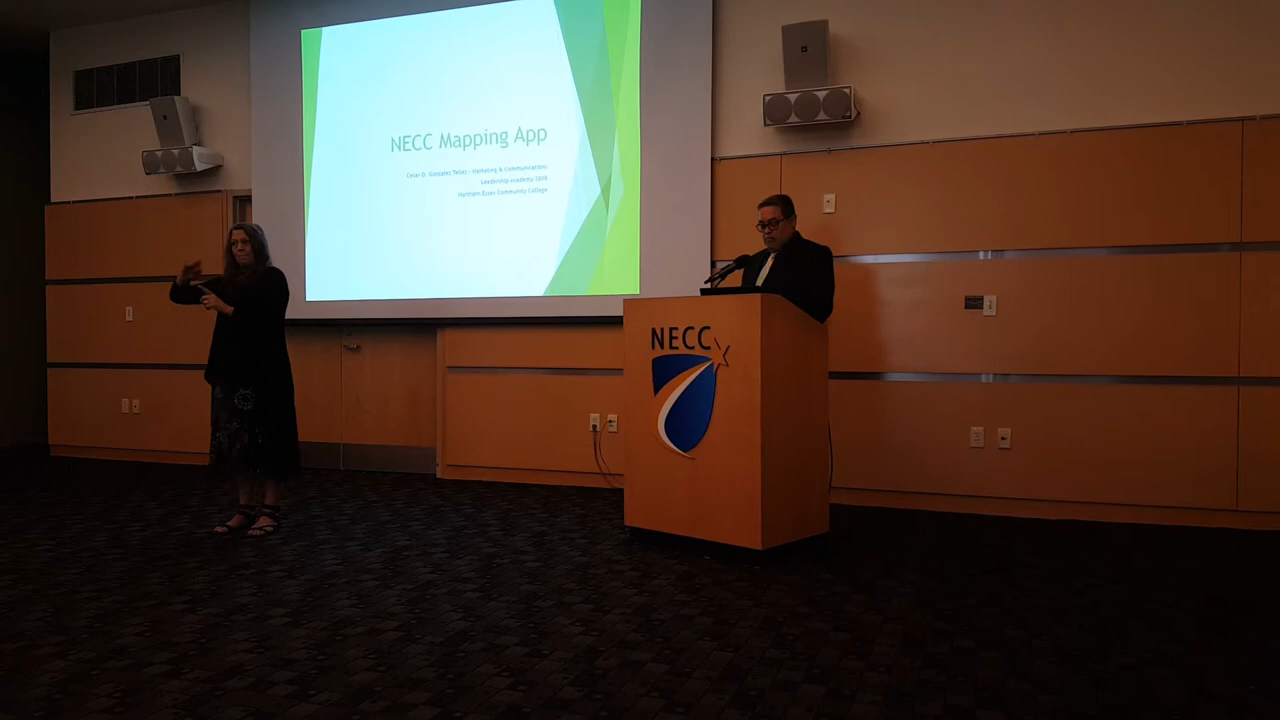 NECC Mapping App
Cesar D. Gonzalez Tellez - Marketing & Communications
Leadership Academy 2018
Northern Essex Community College
NECC